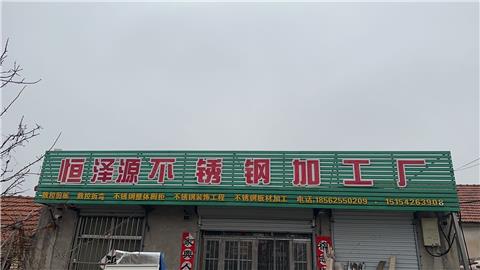 恒泽源不锈钢加工厂
数控剪板 数控折弯 不锈钢整体橱柜 不锈钢装饰工程 不锈钢板材加工 电话:18562550209 15154263908